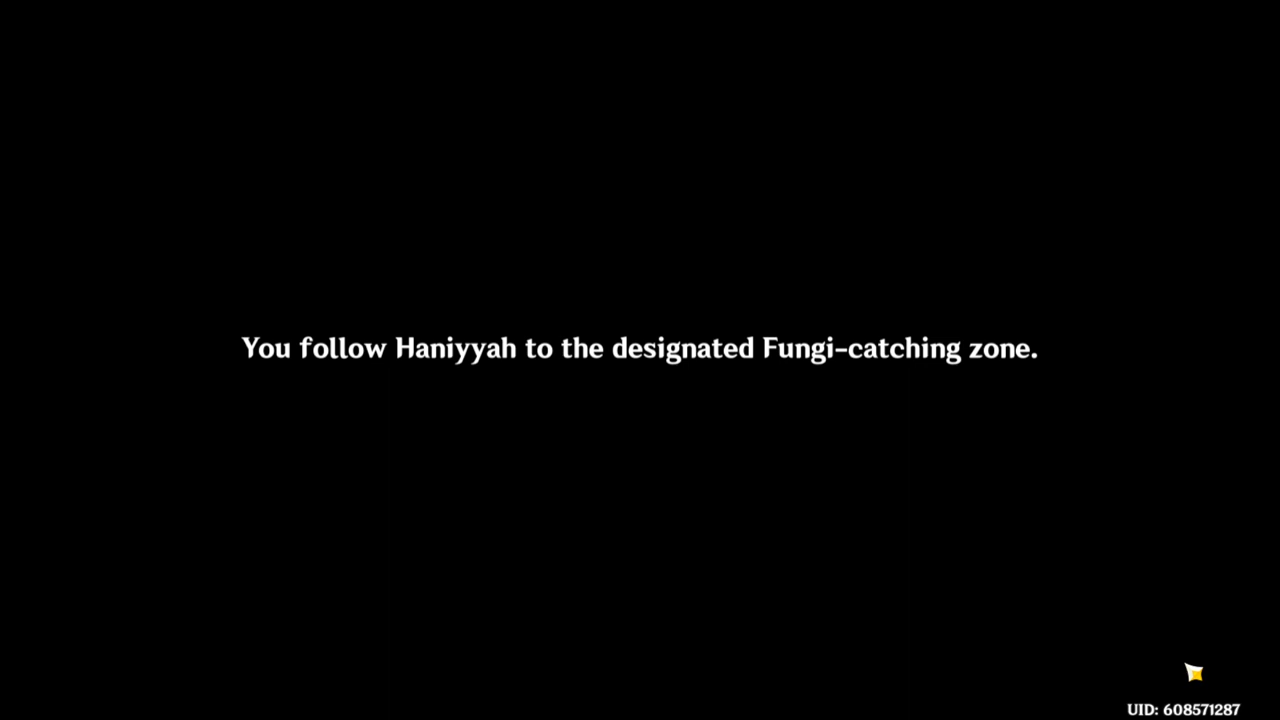 You follow Haniyyah to the designated Fungi-catching zone.
UID: 608571287